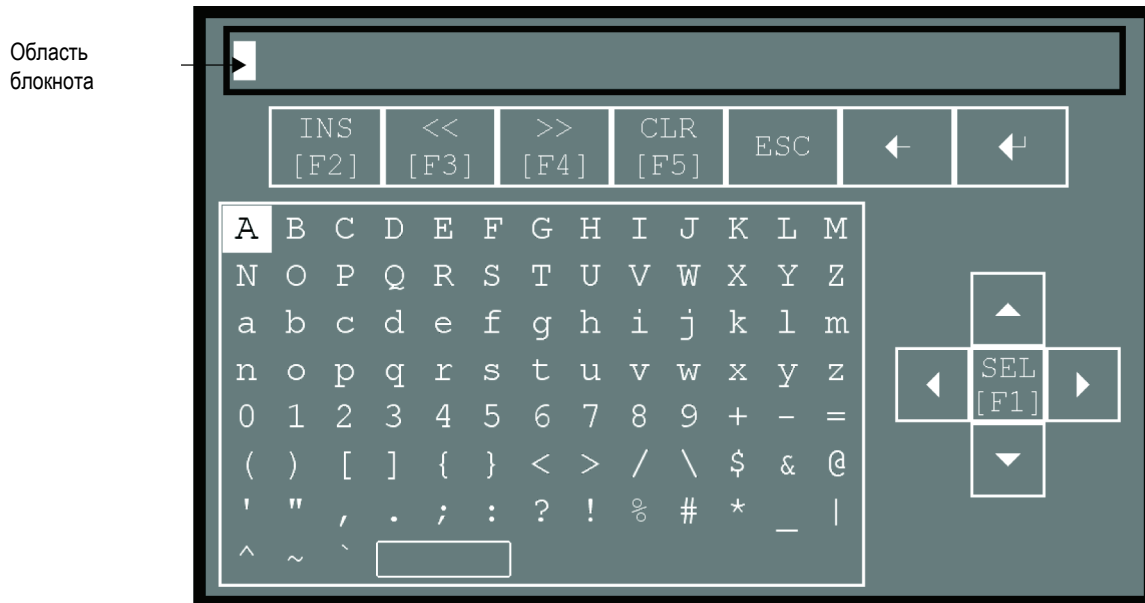 Область
блокнота
INS << >> CLR ESC
[F2] [F3] [F4] [F5]
A B C D E F G H I J K L M
N O P Q R S T U V W X Y Z
a b c d e f g h i j k l m
n o p q r s t u v w x y z
0 1 2 3 4 5 6 7 8 9 + - =
( ) [ ] { } < > / \ $ & @
' " , . ; : ? ! % # * _ |
^ ~ `
SEL
[F1]